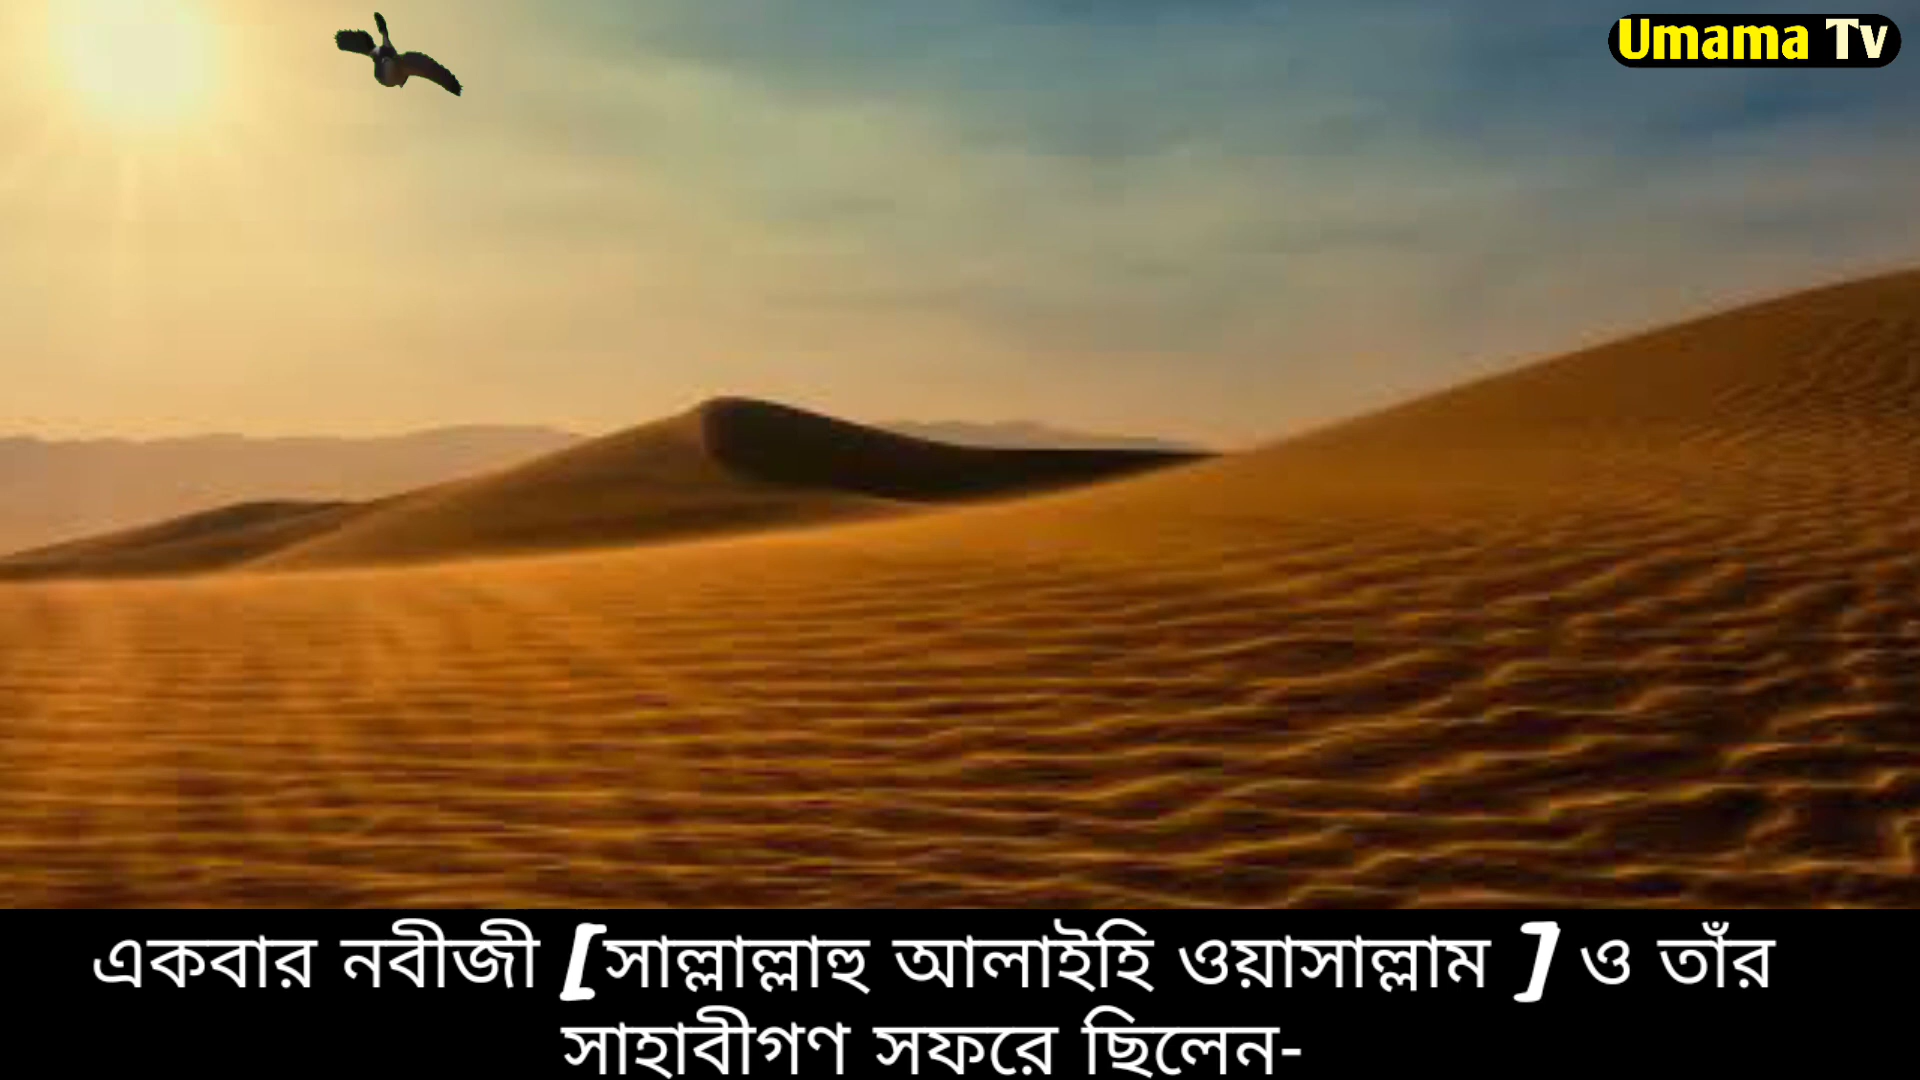 Umama Tv
একবার নবীজী [সাল্লাল্লাহু আলাইহি ওয়াসাল্লাম ] ও তাঁর
সাহাবীগণ সফরে ছিলেন-